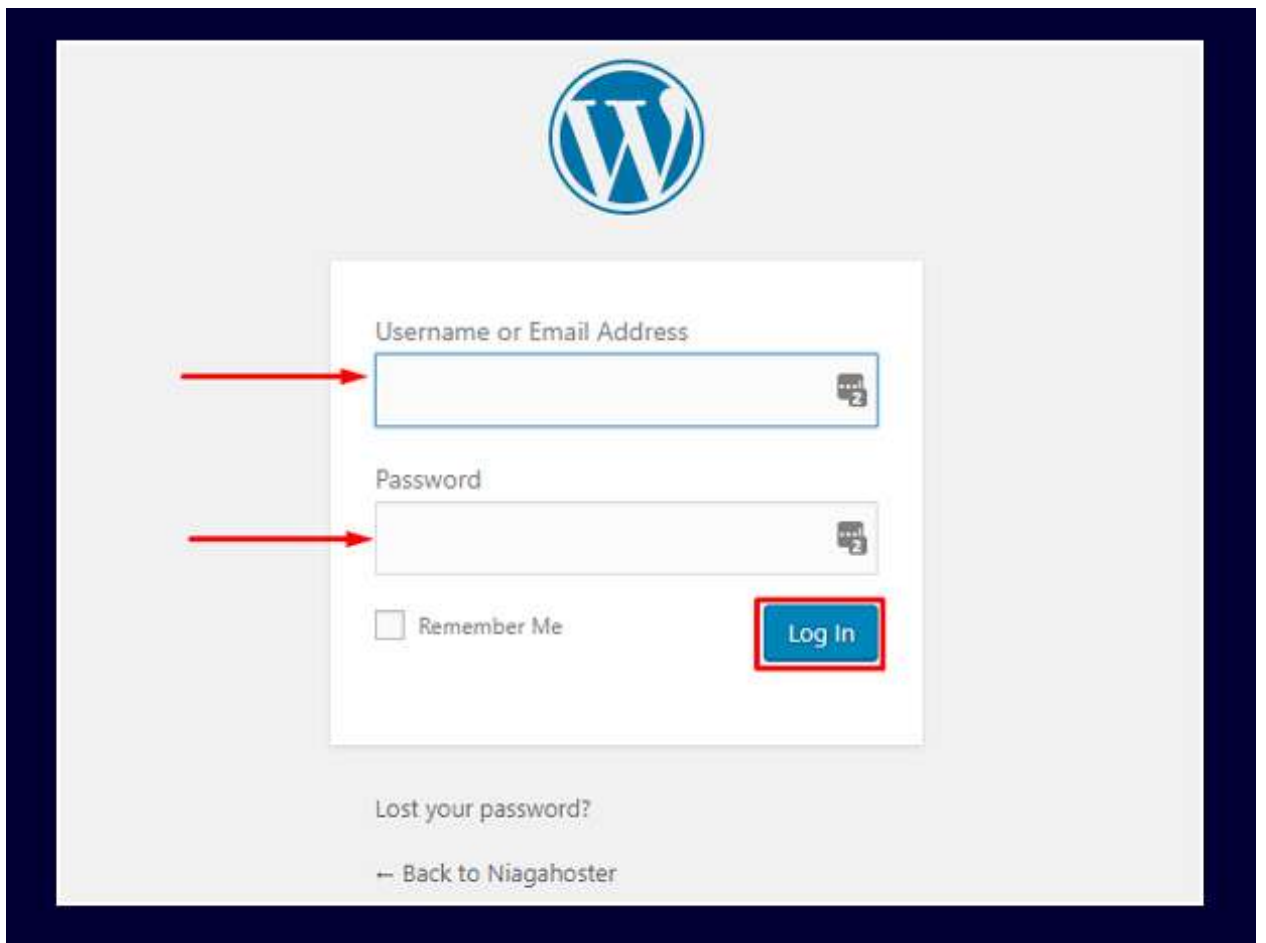 Username or Email Address
Password
Remember Me
Log In
Lost your password?
← Back to Niagahoster